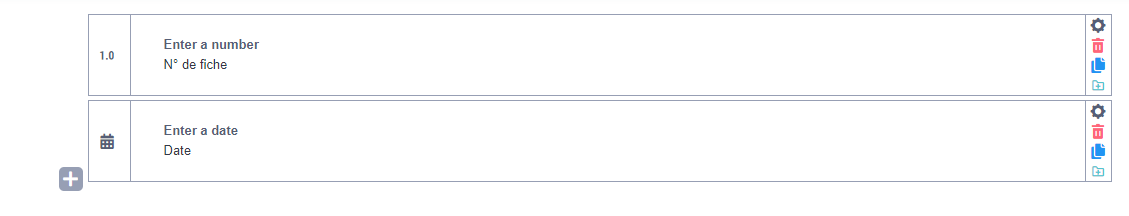 1.0
Enter a number
N° de fiche
Enter a date
Date